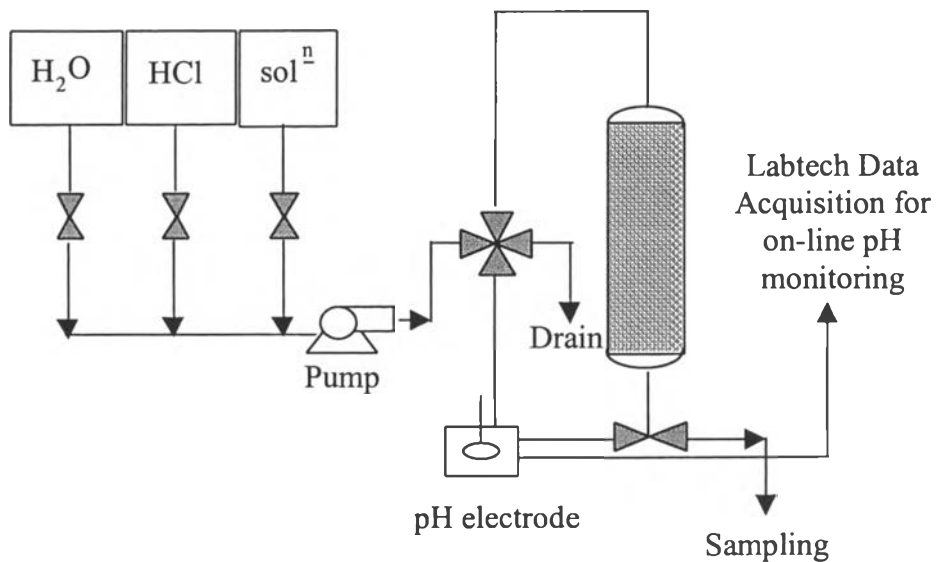 H₂O
HCl
solⁿ
Labtech Data
Acquisition for
on-line pH
monitoring
Drain
Pump
pH electrode
Sampling